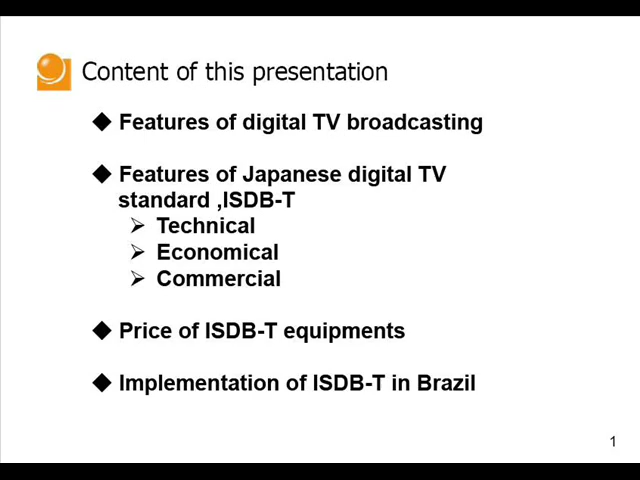 Content of this presentation
Features of digital TV broadcasting
Features of Japanese digital TV
standard ,ISDB-T
Technical
Economical
Commercial
Price of ISDB-T equipments
Implementation of ISDB-T in Brazil
1